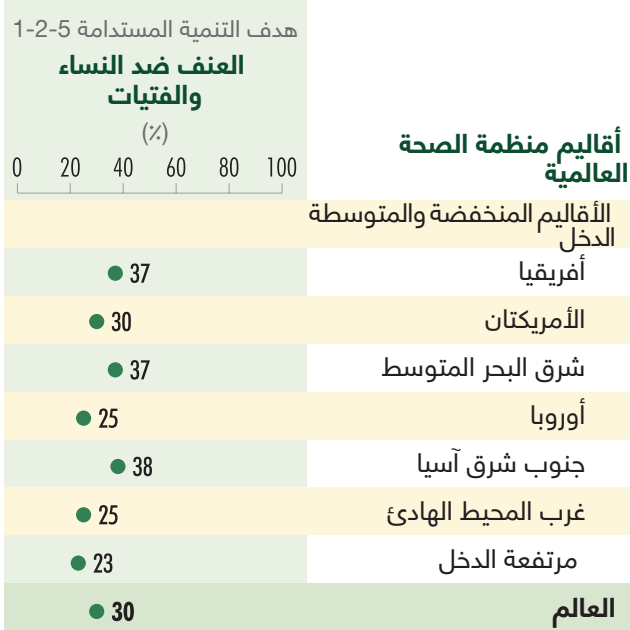 هدف التنمية المستدامة 5-2-1
العنف ضد النساء
والفتيات
(٪)
أقاليم منظمة الصحة
العالمية
0 20 40 60 80 100
الأقاليم المنخفضة والمتوسطة
الدخل
أفريقيا 37
الأمريكتان 30
شرق البحر المتوسط 37
أوروبا 25
جنوب شرق آسيا 38
غرب المحيط الهادئ 25
مرتفعة الدخل 23
العالم 30